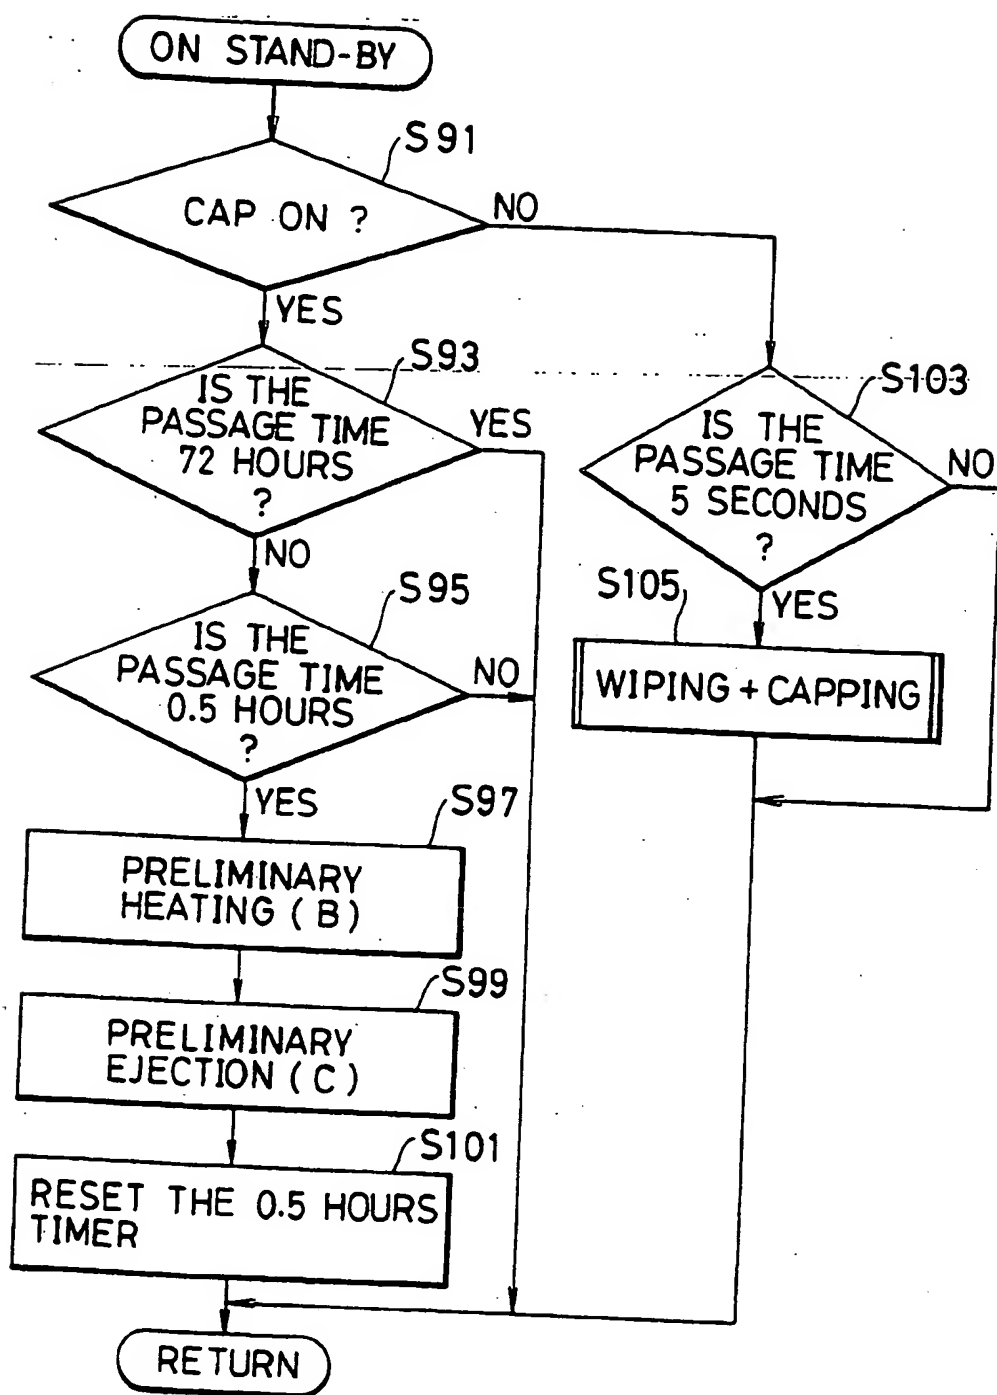 ON STAND-BY
S91
CAP ON ?
NO
YES
S93
IS THE
PASSAGE TIME
72 HOURS
?
YES
NO
S103
IS THE
PASSAGE TIME
5 SECONDS
?
NO
YES
S95
IS THE
PASSAGE TIME
0.5 HOURS
?
NO
YES
S105
WIPING + CAPPING
S97
PRELIMINARY
HEATING ( B )
S99
PRELIMINARY
EJECTION ( C )
S101
RESET THE 0.5 HOURS
TIMER
RETURN